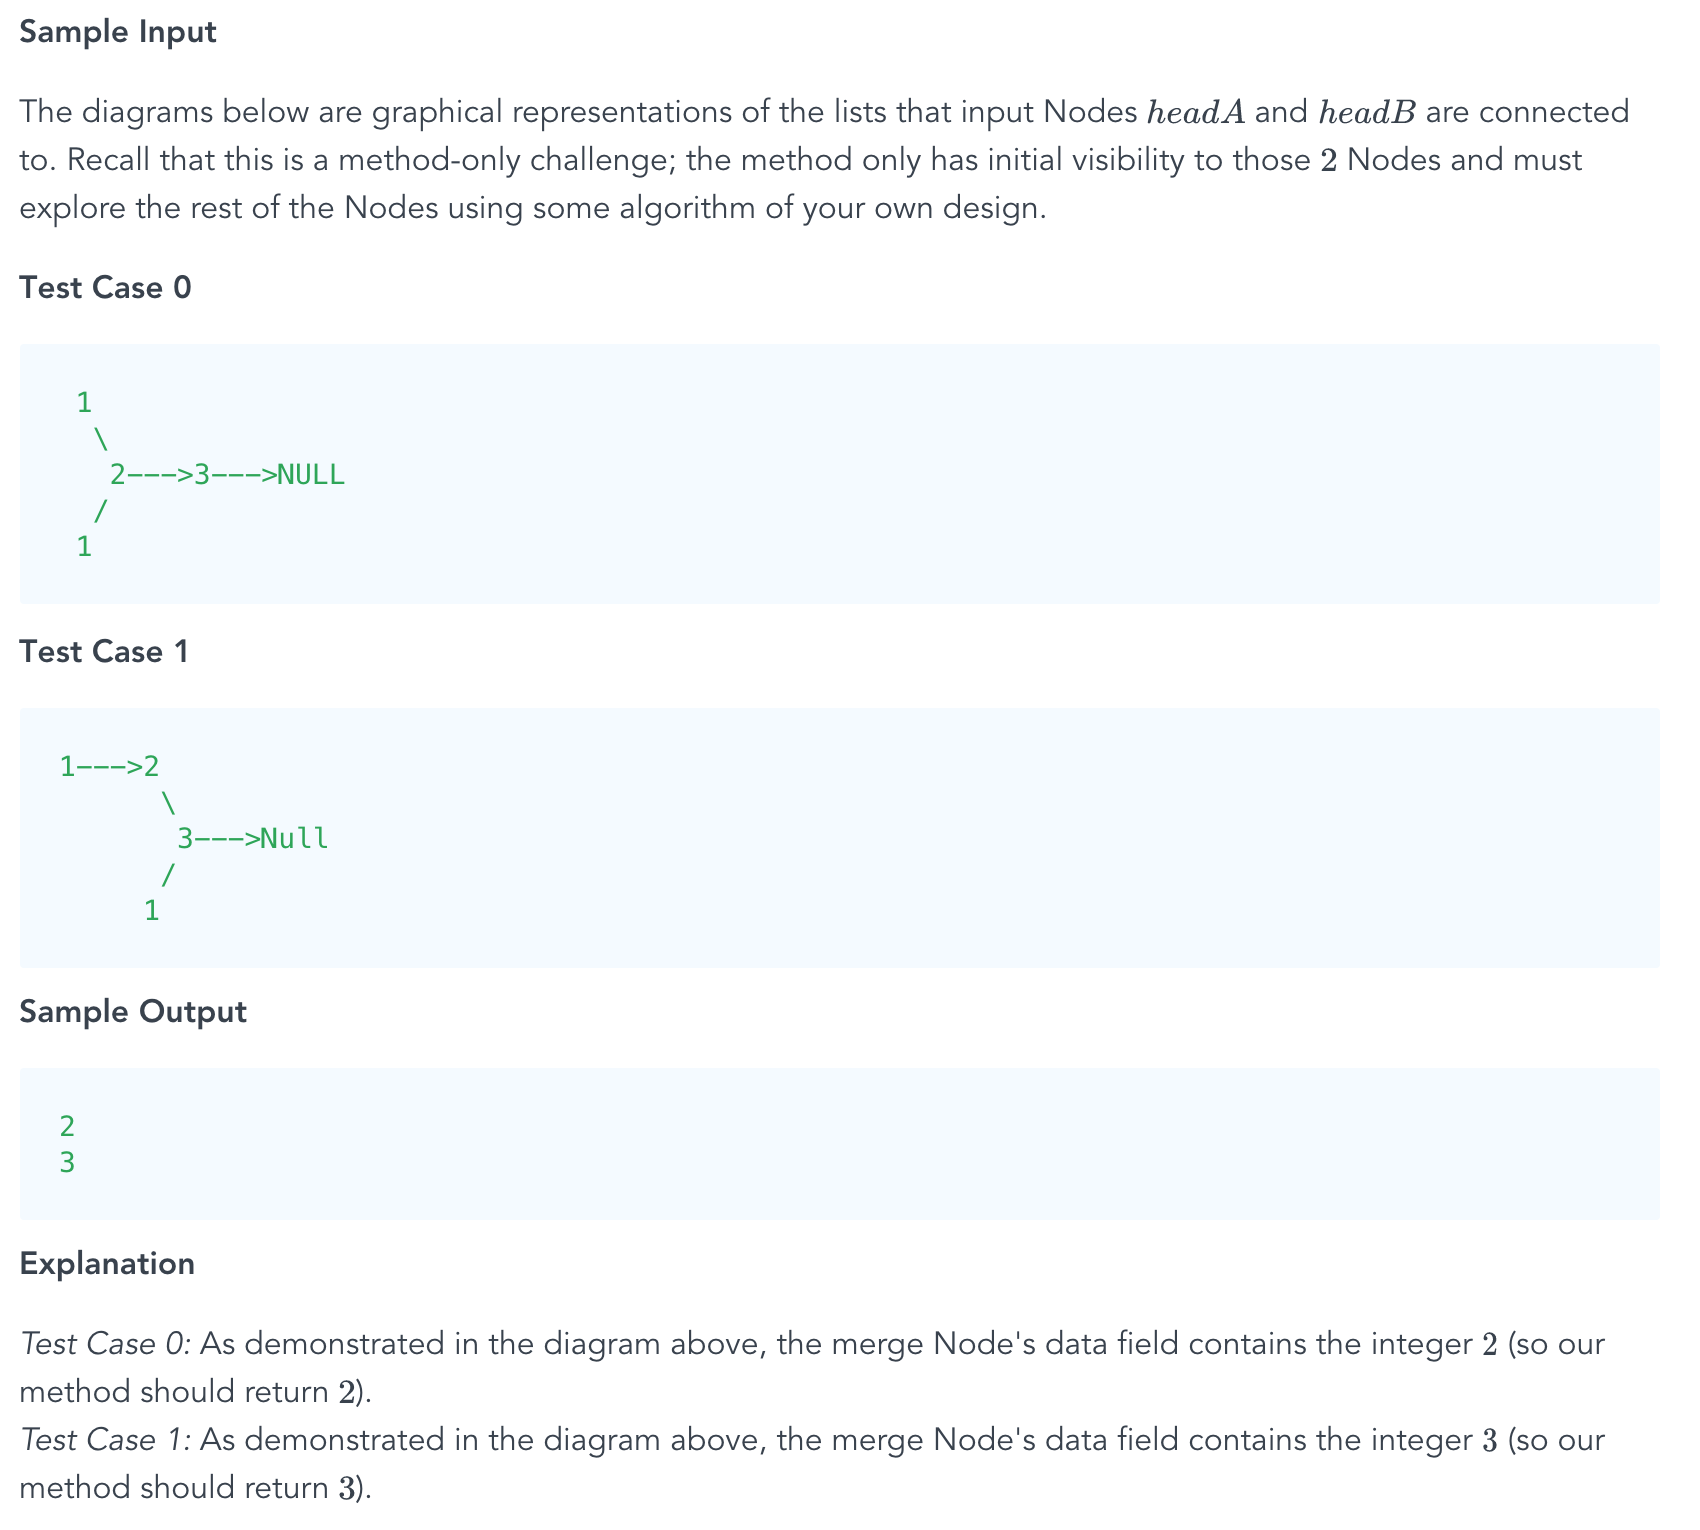 Sample Input
The diagrams below are graphical representations of the lists that input Nodes headA and headB are connected
to. Recall that this is a method-only challenge; the method only has initial visibility to those 2 Nodes and must
explore the rest of the Nodes using some algorithm of your own design.
Test Case 0
1
\
2--->3--->NULL
/
1
Test Case 1
1--->2
\
3--->Null
/
1
Sample Output
2
3
Explanation
Test Case 0: As demonstrated in the diagram above, the merge Node's data field contains the integer 2 (so our
method should return 2).
Test Case 1: As demonstrated in the diagram above, the merge Node's data field contains the integer 3 (so our
method should return 3).